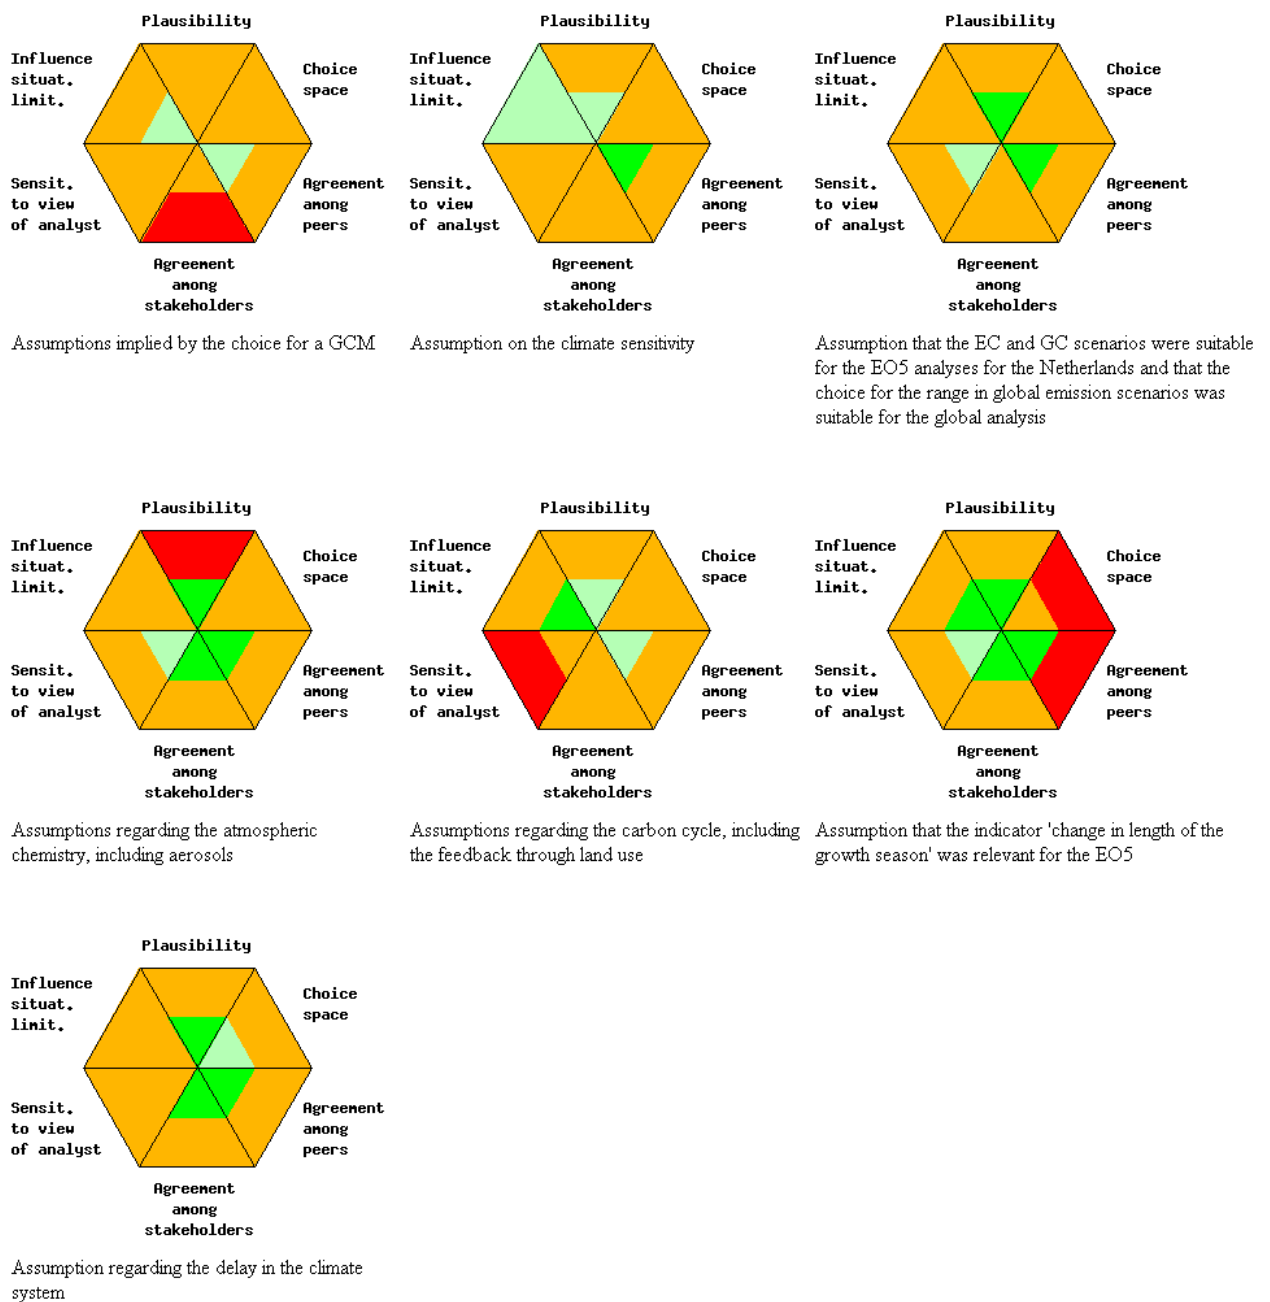 Plausibility
Influence
situat.
limit.
Choice
space
Sensit.
to view
of analyst
Agreement
among
peers
Agreement
among
stakeholders
Assumptions implied by the choice for a GCM
Plausibility
Influence
situat.
limit.
Choice
space
Sensit.
to view
of analyst
Agreement
among
peers
Agreement
among
stakeholders
Assumption on the climate sensitivity
Plausibility
Influence
situat.
limit.
Choice
space
Sensit.
to view
of analyst
Agreement
among
peers
Agreement
among
stakeholders
Assumption that the EC and GC scenarios were suitable
for the EO5 analyses for the Netherlands and that the
choice for the range in global emission scenarios was
suitable for the global analysis
Plausibility
Influence
situat.
limit.
Choice
space
Sensit.
to view
of analyst
Agreement
among
peers
Agreement
among
stakeholders
Assumptions regarding the atmospheric
chemistry, including aerosols
Plausibility
Influence
situat.
limit.
Choice
space
Sensit.
to view
of analyst
Agreement
among
peers
Agreement
among
stakeholders
Assumptions regarding the carbon cycle, including
the feedback through land use
Plausibility
Influence
situat.
limit.
Choice
space
Sensit.
to view
of analyst
Agreement
among
peers
Agreement
among
stakeholders
Assumption that the indicator 'change in length of the
growth season' was relevant for the EO5
Plausibility
Influence
situat.
limit.
Choice
space
Sensit.
to view
of analyst
Agreement
among
peers
Agreement
among
stakeholders
Assumption regarding the delay in the climate
system